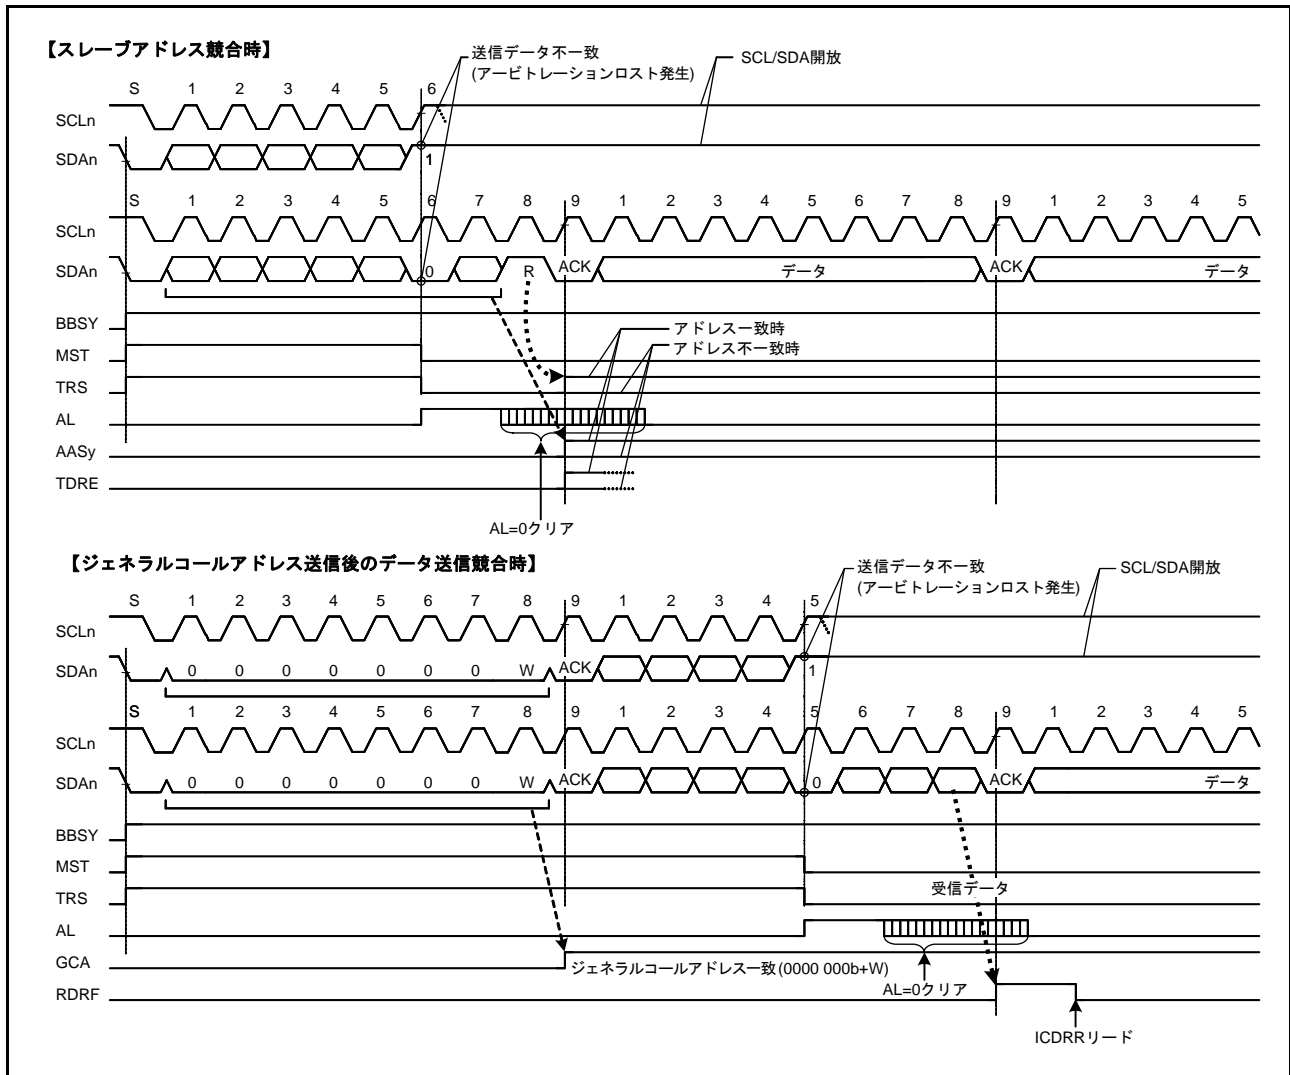 【スレーブアドレス競合時】
送信データ不一致
(アービトレーションロスト発生)
SCL/SDA開放
S 1 2 3 4 5 6
SCLn
SDAn
1
S 1 2 3 4 5 6 7 8 9 1 2 3 4 5 6 7 8 9 1 2 3 4 5
SCLn
SDAn
0 R ACK データ ACK データ
BBSY
アドレス一致時
MST
アドレス不一致時
TRS
AL
AASy
TDRE
AL=0クリア
【ジェネラルコールアドレス送信後のデータ送信競合時】
送信データ不一致
(アービトレーションロスト発生)
SCL/SDA開放
S 1 2 3 4 5 6 7 8 9 1 2 3 4 5
SCLn
SDAn
0 0 0 0 0 0 0 W ACK 1
S 1 2 3 4 5 6 7 8 9 1 2 3 4 5 6 7 8 9 1 2 3 4 5
SCLn
SDAn
0 0 0 0 0 0 0 W ACK 0 ACK データ
BBSY
MST
TRS
受信データ
AL
GCA
ジェネラルコールアドレス一致(0000 000b+W)
AL=0クリア
RDRF
ICDRRリード